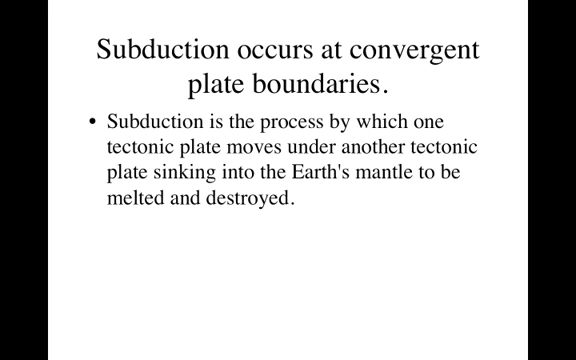 Subduction occurs at convergent
plate boundaries.
• Subduction is the process by which one
tectonic plate moves under another tectonic
plate sinking into the Earth's mantle to be
melted and destroyed.